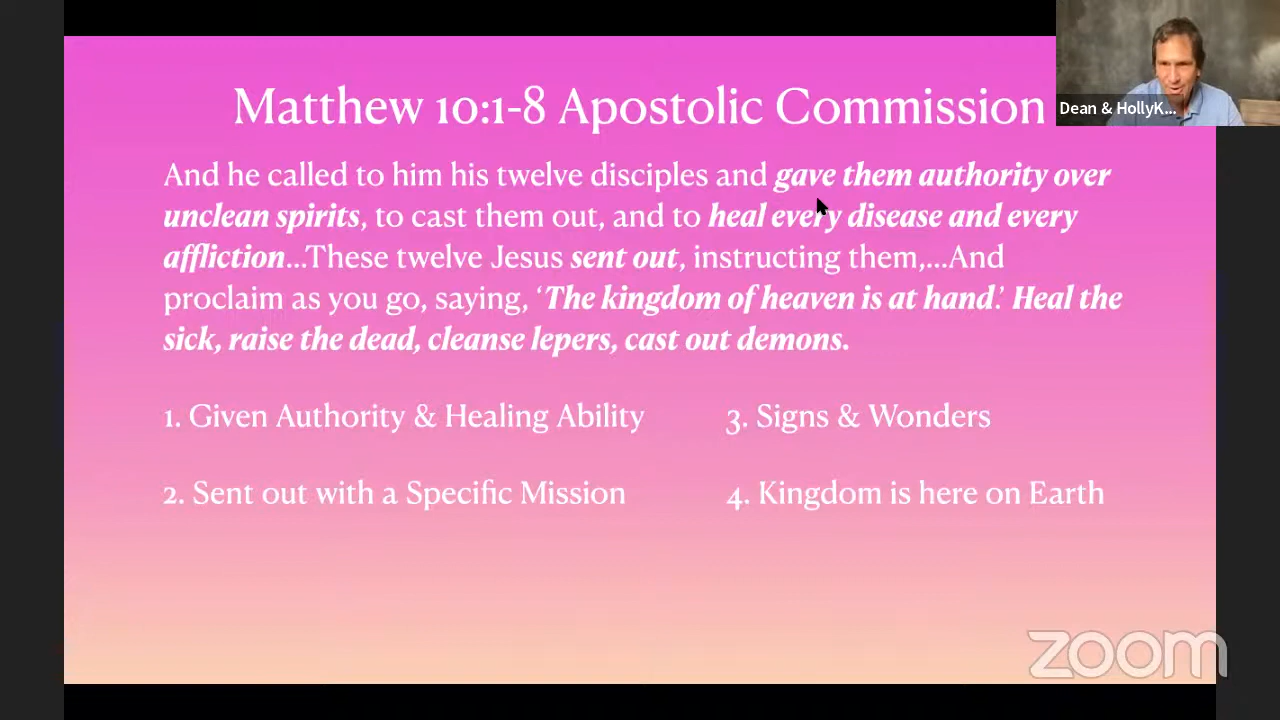 Matthew 10:1-8 Apostolic Commission
Dean & HollyK...
And he called to him his twelve disciples and gave them authority over
unclean spirits, to cast them out, and to heal every disease and every
affliction...These twelve Jesus sent out, instructing them,...And
proclaim as you go, saying, ‘The kingdom of heaven is at hand.’ Heal the
sick, raise the dead, cleanse lepers, cast out demons.
1. Given Authority & Healing Ability
3. Signs & Wonders
2. Sent out with a Specific Mission
4. Kingdom is here on Earth
zoom